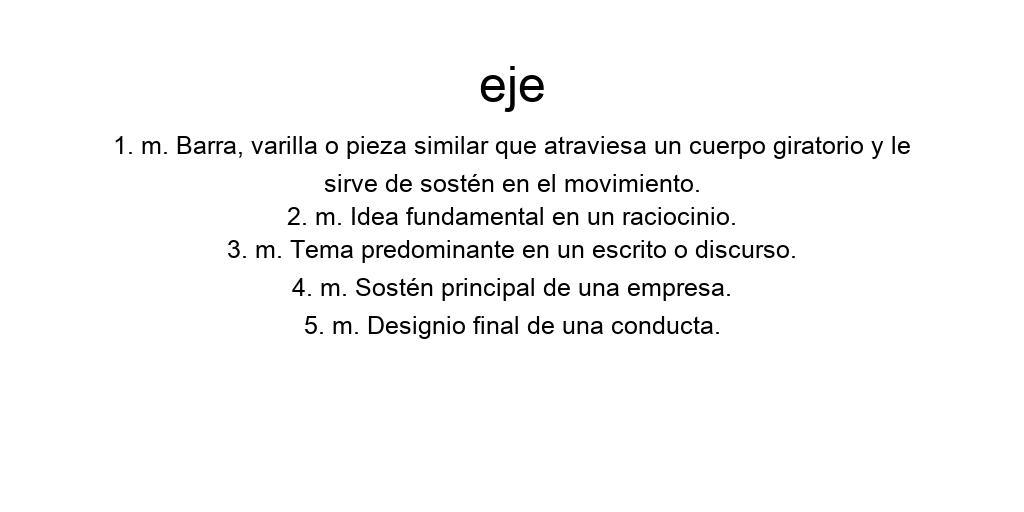 eje
1. m. Barra, varilla o pieza similar que atraviesa un cuerpo giratorio y le
sirve de sostén en el movimiento.
2. m. Idea fundamental en un raciocinio.
3. m. Tema predominante en un escrito o discurso.
4. m. Sostén principal de una empresa.
5. m. Designio final de una conducta.